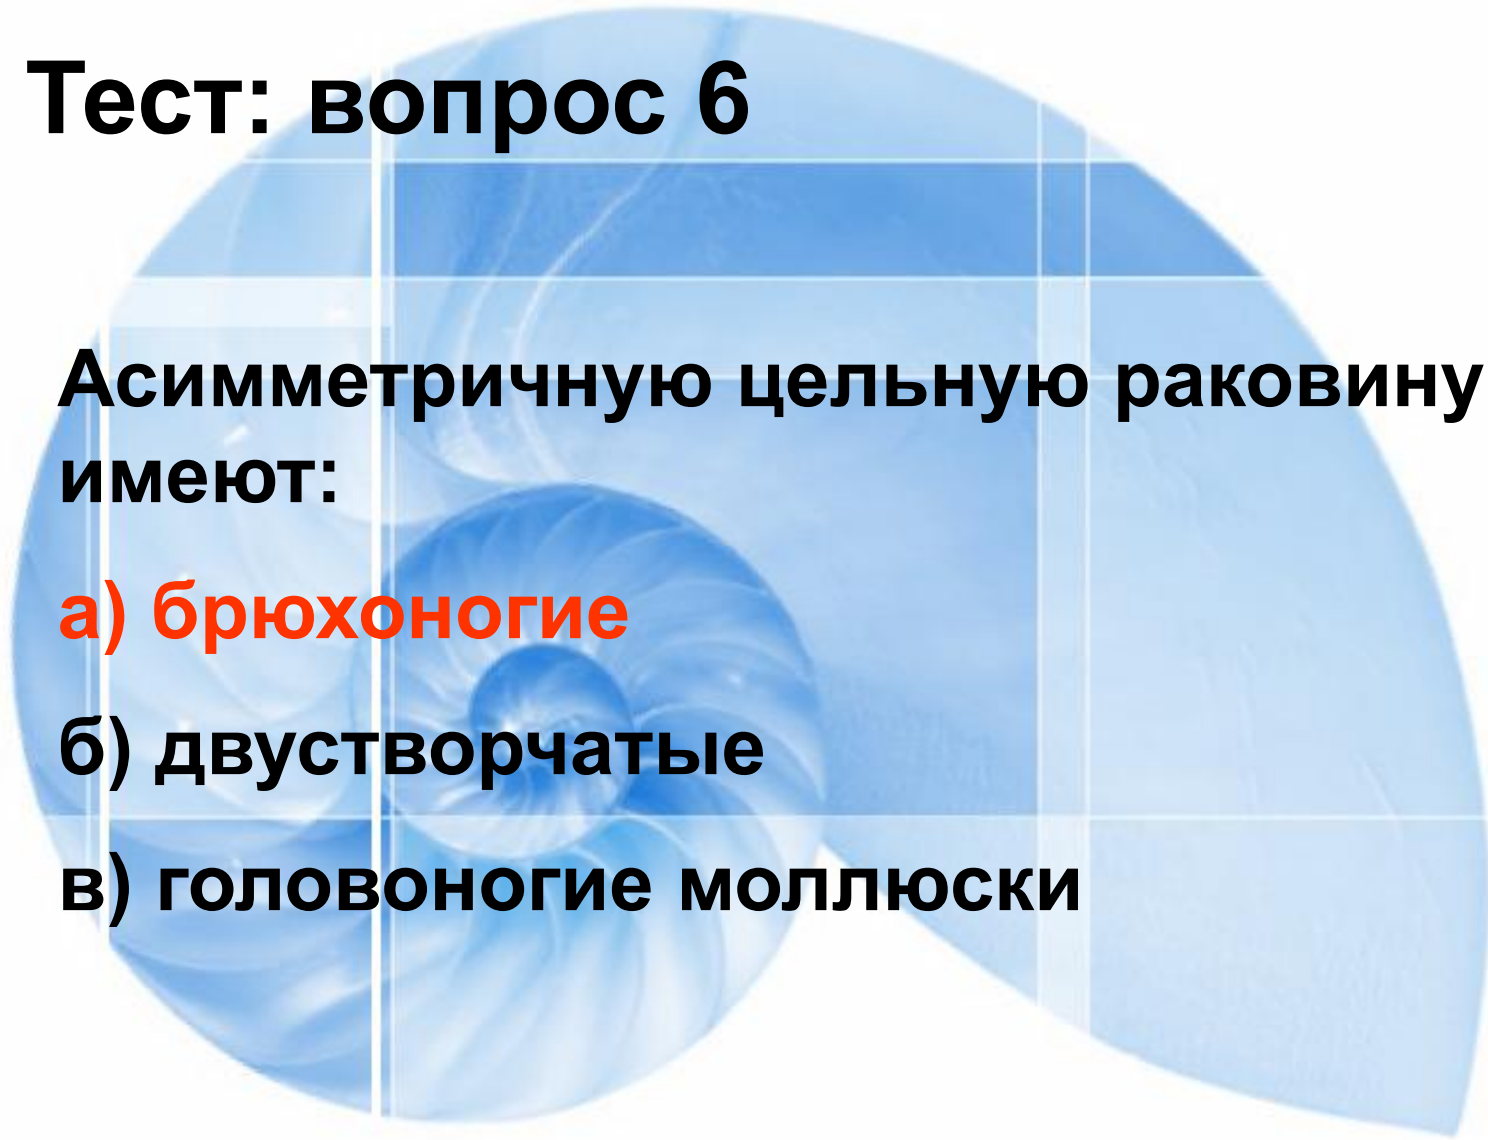 Тест: вопрос 6
Асимметричную цельную раковину
имеют:
а) брюхоногие
б) двустворчатые
в) головоногие моллюски